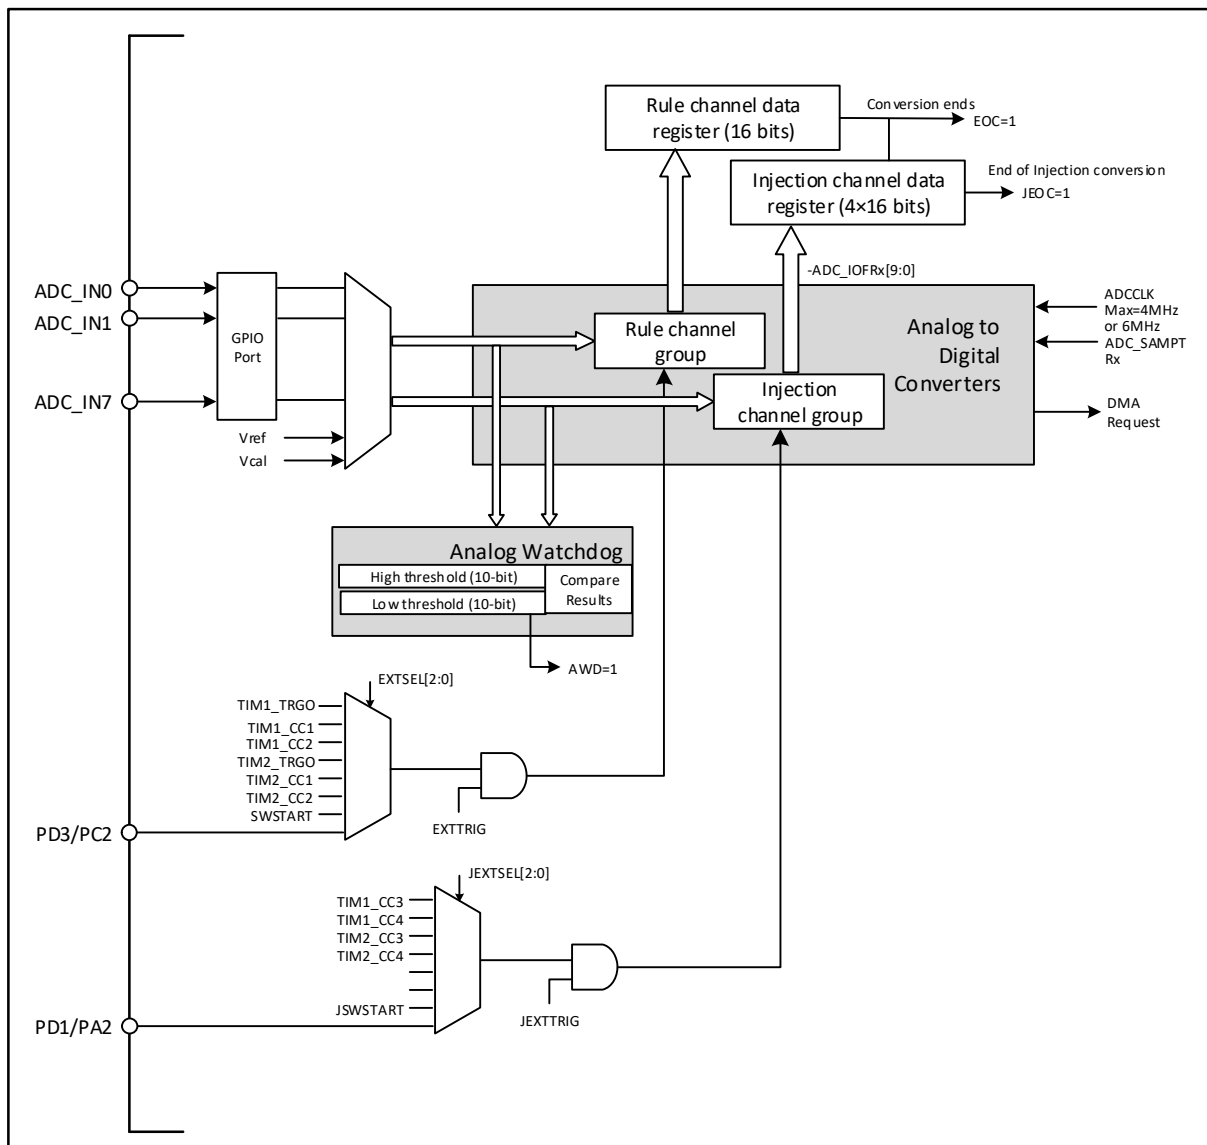 Rule channel data
register (16 bits)
Conversion ends
EOC=1
Injection channel data
register (4×16 bits)
End of Injection conversion
JEOC=1
-ADC_IOFRx[9:0]
ADC_IN0
ADC_IN1
ADC_IN7
GPIO
Port
Vref
Vcal
Rule channel
group
Injection
channel group
Analog to
Digital
Converters
ADCCLK
Max=4MHz
or 6MHz
ADC_SAMPT
Rx
DMA
Request
Analog Watchdog
High threshold (10-bit)
Low threshold (10-bit)
Compare
Results
AWD=1
EXTSEL[2:0]
TIM1_TRGO
TIM1_CC1
TIM1_CC2
TIM2_TRGO
TIM2_CC1
TIM2_CC2
SWSTART
PD3/PC2
EXTTRIG
JEXTSEL[2:0]
TIM1_CC3
TIM1_CC4
TIM2_CC3
TIM2_CC4
JSWSTART
PD1/PA2
JEXTTRIG